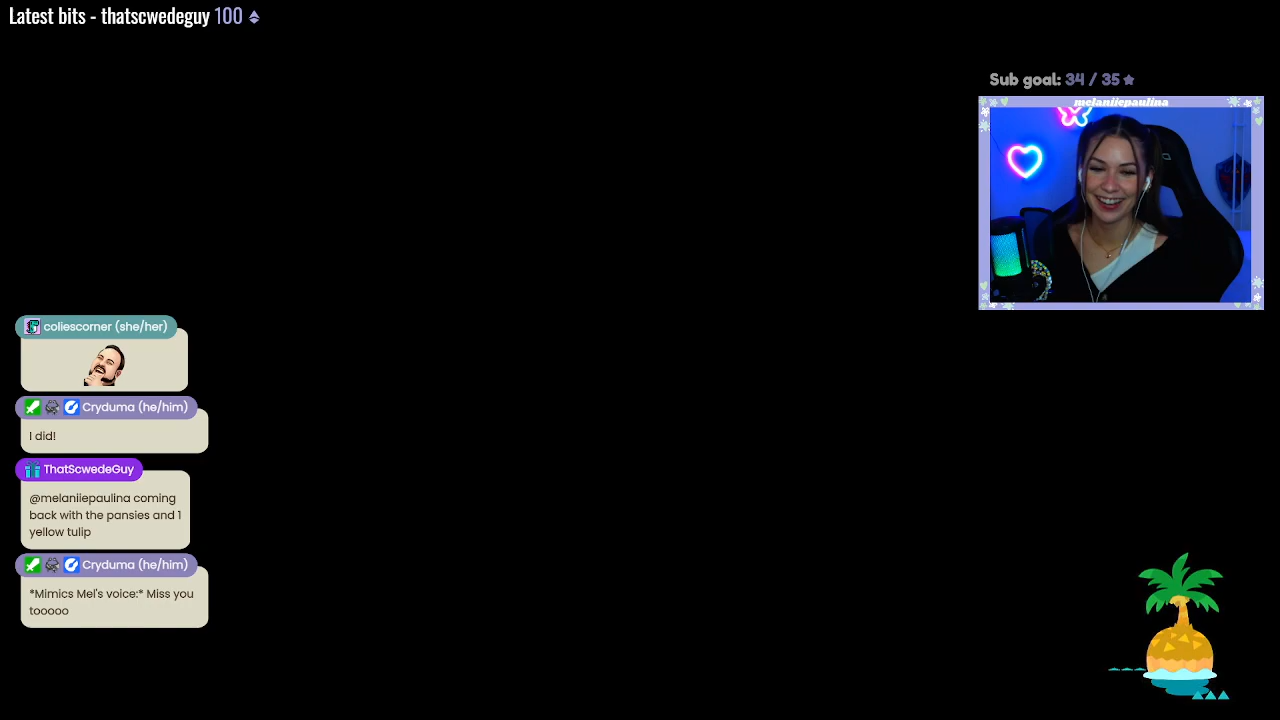 Latest bits - thatscwedeguy 100
Sub goal: 34 / 35
melaniiepaulina
coliescorner (she/her)
Cryduma (he/him)
I did!
ThatScwedeGuy
@melaniiepaulina coming
back with the pansies and 1
yellow tulip
Cryduma (he/him)
*Mimics Mel's voice:* Miss you
tooooo